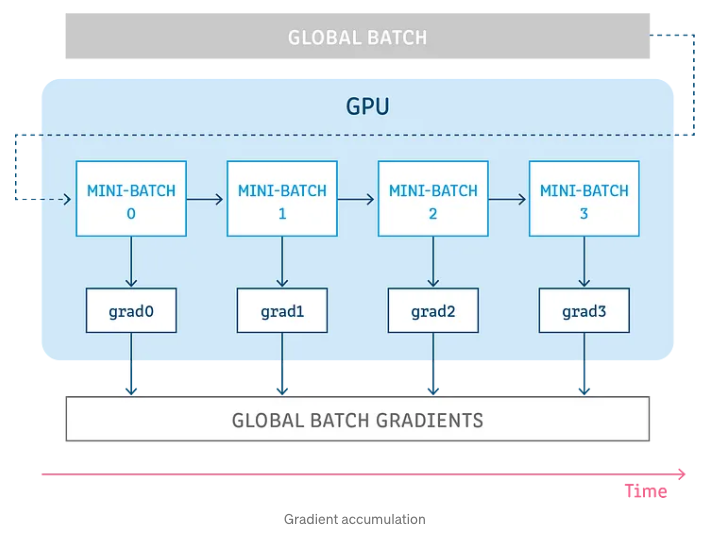 GLOBAL BATCH
GPU
MINI-BATCH
0
MINI-BATCH
1
MINI-BATCH
2
MINI-BATCH
3
grad0
grad1
grad2
grad3
GLOBAL BATCH GRADIENTS
Time
Gradient accumulation